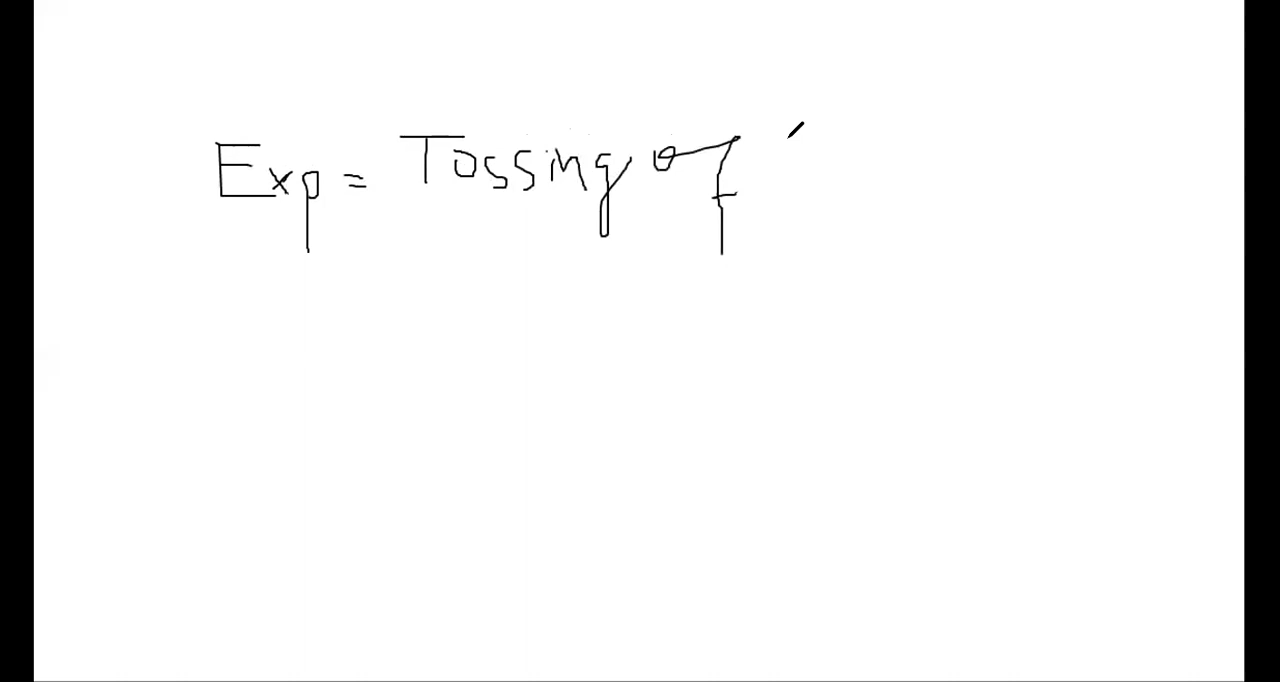 Exp = Tossing of